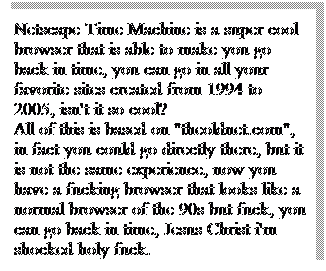 Netscape Time Machine is a super cool
browser that is able to make you go
back in time, you can go in all your
favorite sites created from 1994 to
2005, isn't it so cool?
All of this is based on "theoldnet.com",
in fact you could go directly there, but it
is not the same experience, now you
have a fucking browser that looks like a
normal browser of the 90s but fuck, you
can go back in time, Jesus Christ i'm
shocked holy fuck.